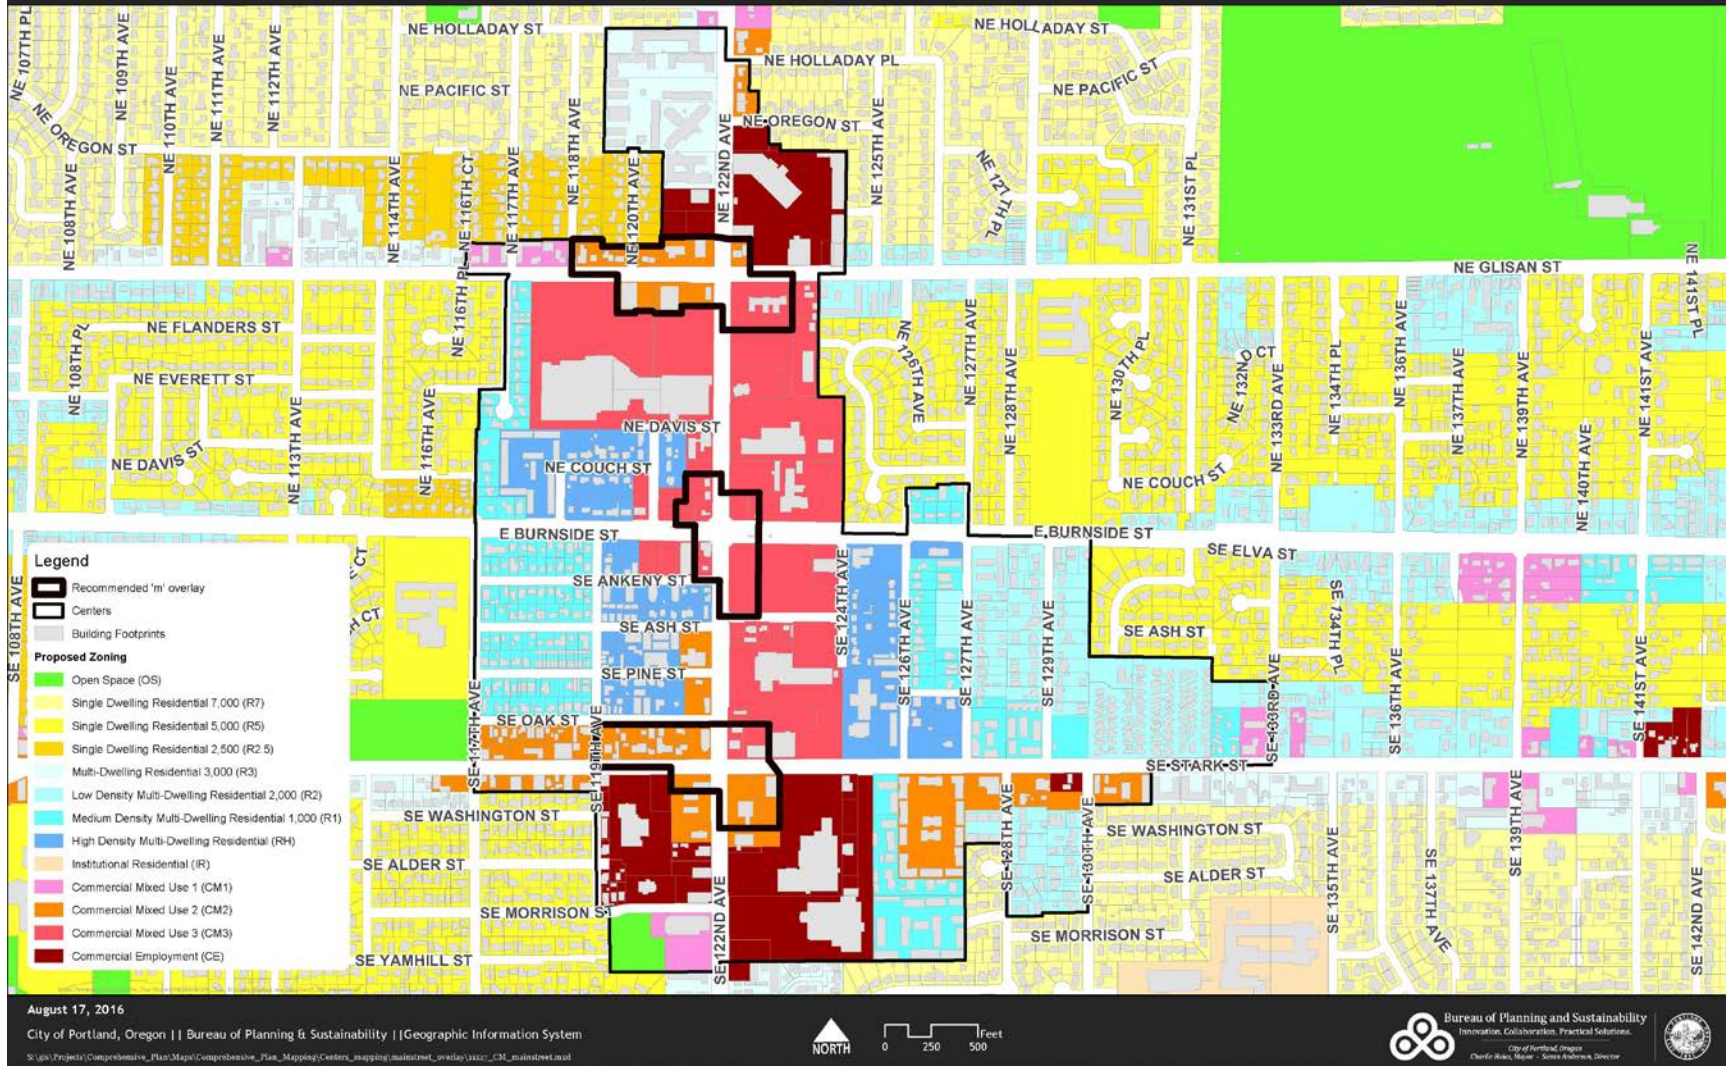 NE HOLLADAY ST
NE HOLLADAY ST
NE 107TH PL
NE 109TH AVE
NE 110TH AVE
NE 111TH AVE
NE 112TH AVE
NE HOLLADAY PL
NE PACIFIC ST
NE PACIFIC ST
NE OREGON ST
NE OREGON ST
NE 108TH AVE
NE 114TH AVE
NE 116TH CT
NE 117TH AVE
NE 118TH AVE
NE 120TH AVE
NE 122ND AVE
NE 125TH AVE
NE 127TH PL
NE 131ST PL
NE GLISAN ST
NE 141ST PL
NE 108TH PL
NE FLANDERS ST
NE 116TH PL
NE EVERETT ST
NE 126TH AVE
NE 127TH AVE
NE 128TH AVE
NE 130TH PL
NE 132ND CT
NE 133RD AVE
NE 134TH PL
NE 136TH AVE
NE 137TH AVE
NE 139TH AVE
NE 141ST AVE
NE DAVIS ST
NE DAVIS ST
NE 113TH AVE
NE 116TH AVE
NE COUCH ST
NE COUCH ST
NE 140TH AVE
E BURNSIDE ST
E BURNSIDE ST
SE ELVA ST
SE ANKENY ST
SE ASH ST
SE ASH ST
SE PINE ST
SE OAK ST
SE 108TH AVE
SE 117TH AVE
SE 119TH AVE
SE 124TH AVE
SE 126TH AVE
SE 127TH AVE
SE 129TH AVE
SE 133RD AVE
SE 134TH PL
SE 136TH AVE
SE 141ST AVE
SE STARK ST
SE WASHINGTON ST
SE WASHINGTON ST
SE ALDER ST
SE ALDER ST
SE MORRISON ST
SE MORRISON ST
SE YAMHILL ST
SE 122ND AVE
SE 128TH AVE
SE 130TH AVE
SE 135TH AVE
SE 137TH AVE
SE 139TH AVE
SE 142ND AVE
Legend
Recommended 'm' overlay
Centers
Building Footprints
Proposed Zoning
Open Space (OS)
Single Dwelling Residential 7,000 (R7)
Single Dwelling Residential 5,000 (R5)
Single Dwelling Residential 2,500 (R2.5)
Multi-Dwelling Residential 3,000 (R3)
Low Density Multi-Dwelling Residential 2,000 (R2)
Medium Density Multi-Dwelling Residential 1,000 (R1)
High Density Multi-Dwelling Residential (RH)
Institutional Residential (IR)
Commercial Mixed Use 1 (CM1)
Commercial Mixed Use 2 (CM2)
Commercial Mixed Use 3 (CM3)
Commercial Employment (CE)
August 17, 2016
City of Portland, Oregon || Bureau of Planning & Sustainability ||Geographic Information System
NORTH
0 250 500
Feet
Bureau of Planning and Sustainability
Innovation. Collaboration. Practical Solutions.
City of Portland, Oregon
Charlie Hales, Mayor - Susan Anderson, Director